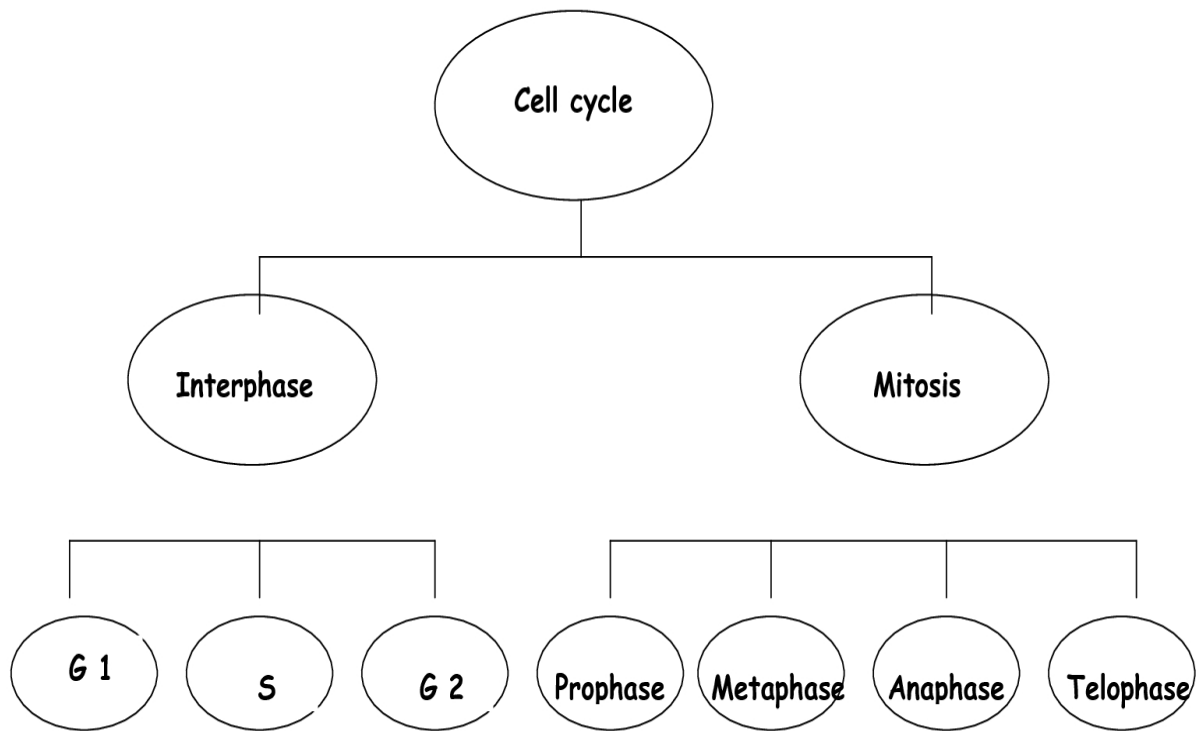 Cell cycle
Interphase
Mitosis
G 1
S
G 2
Prophase
Metaphase
Anaphase
Telophase